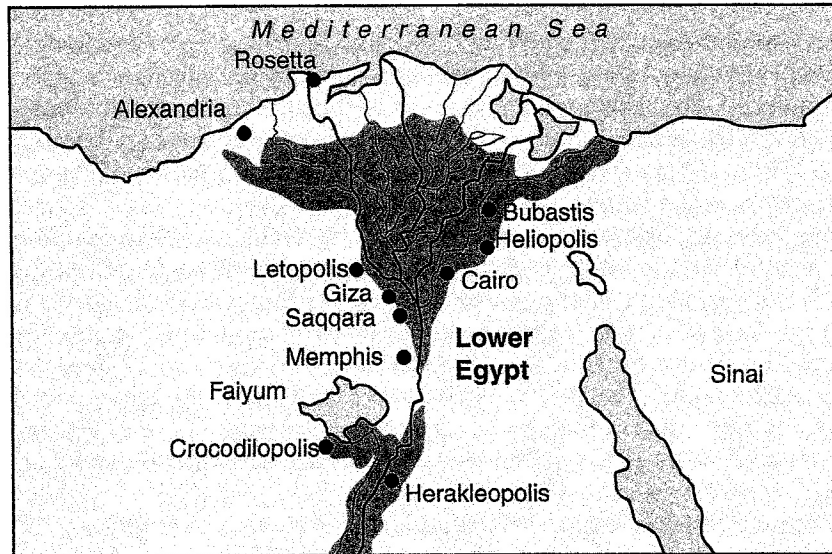 Mediterranean Sea
Rosetta
Alexandria
Bubastis
Heliopolis
Letopolis
Cairo
Giza
Saqqara
Lower
Egypt
Memphis
Sinai
Faiyum
Crocodilopolis
Herakleopolis